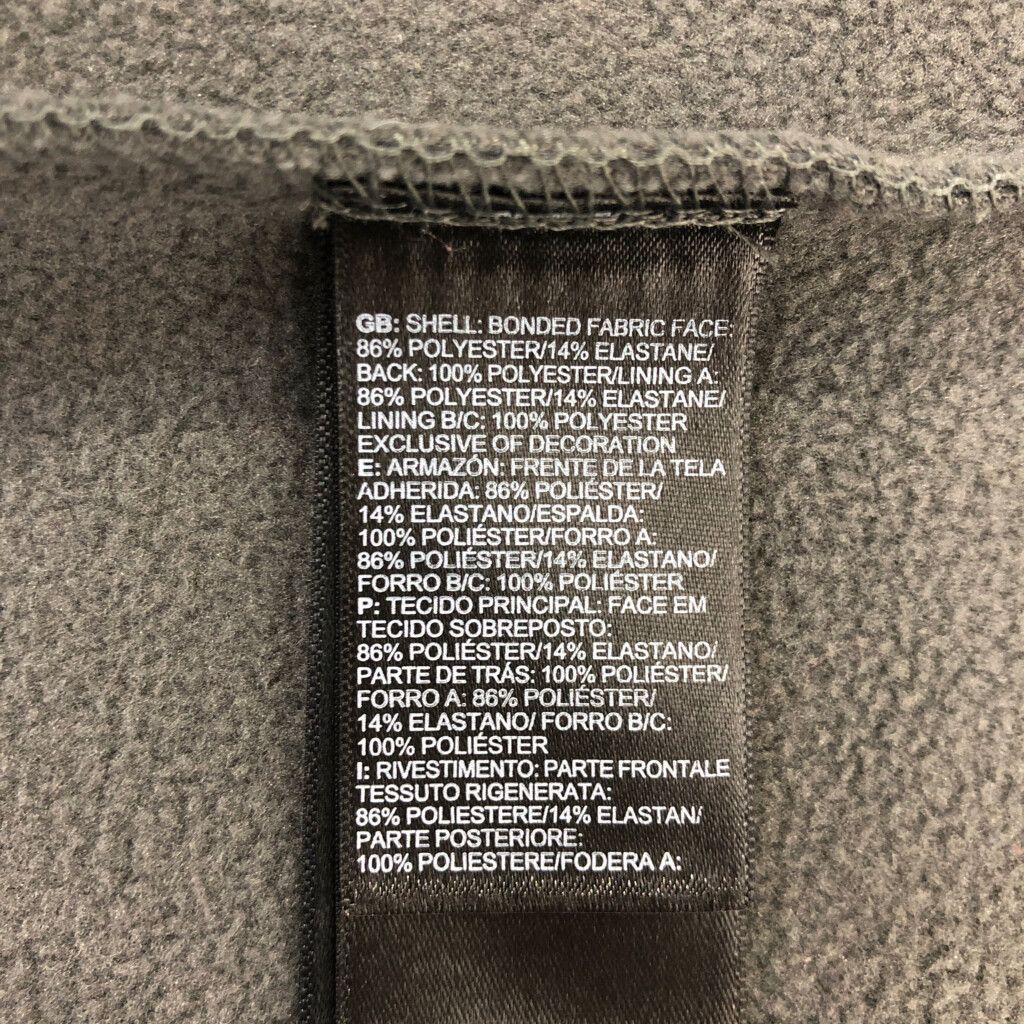 GB: SHELL: BONDED FABRIC FACE:
86% POLYESTER/14% ELASTANE/
BACK: 100% POLYESTER/LINING A:
86% POLYESTER/14% ELASTANE/
LINING B/C: 100% POLYESTER
EXCLUSIVE OF DECORATION
E: ARMAZÓN: FRENTE DE LA TELA
ADHERIDA: 86% POLIÉSTER/
14% ELASTANO/ESPALDA:
100% POLIÉSTER/FORRO A:
86% POLIÉSTER/14% ELASTANO/
FORRO B/C: 100% POLIÉSTER
P: TECIDO PRINCIPAL: FACE EM
TECIDO SOBREPOSTO:
86% POLIÉSTER/14% ELASTANO/
PARTE DE TRÁS: 100% POLIÉSTER/
FORRO A: 86% POLIÉSTER/
14% ELASTANO/ FORRO B/C:
100% POLIÉSTER
I: RIVESTIMENTO: PARTE FRONTALE
TESSUTO RIGENERATA:
86% POLIESTERE/14% ELASTAN/
PARTE POSTERIORE:
100% POLIESTERE/FODERA A: